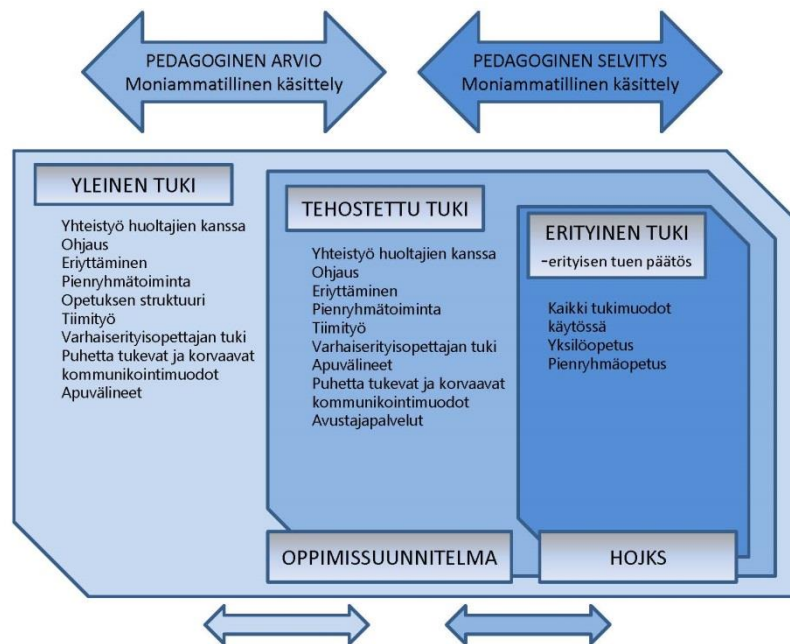 PEDAGOGINEN ARVIO
Moniammatillinen käsittely
PEDAGOGINEN SELVITYS
Moniammatillinen käsittely
YLEINEN TUKI
Yhteistyö huoltajien kanssa
Ohjaus
Eriyttäminen
Pienryhmätoiminta
Opetuksen struktuuri
Tiimityö
Varhaiserityisopettajan tuki
Puhetta tukevat ja korvaavat
kommunikointimuodot
Apuvälineet
TEHOSTETTU TUKI
Yhteistyö huoltajien kanssa
Ohjaus
Eriyttäminen
Pienryhmätoiminta
Tiimityö
Varhaiserityisopettajan tuki
Apuvälineet
Puhetta tukevat ja korvaavat
kommunikointimuodot
Avustajapalvelut
ERITYINEN TUKI
-erityisen tuen päätös
Kaikki tukimuodot
käytössä
Yksilöopetus
Pienryhmäopetus
OPPIMISSUUNNITELMA
HOJKS